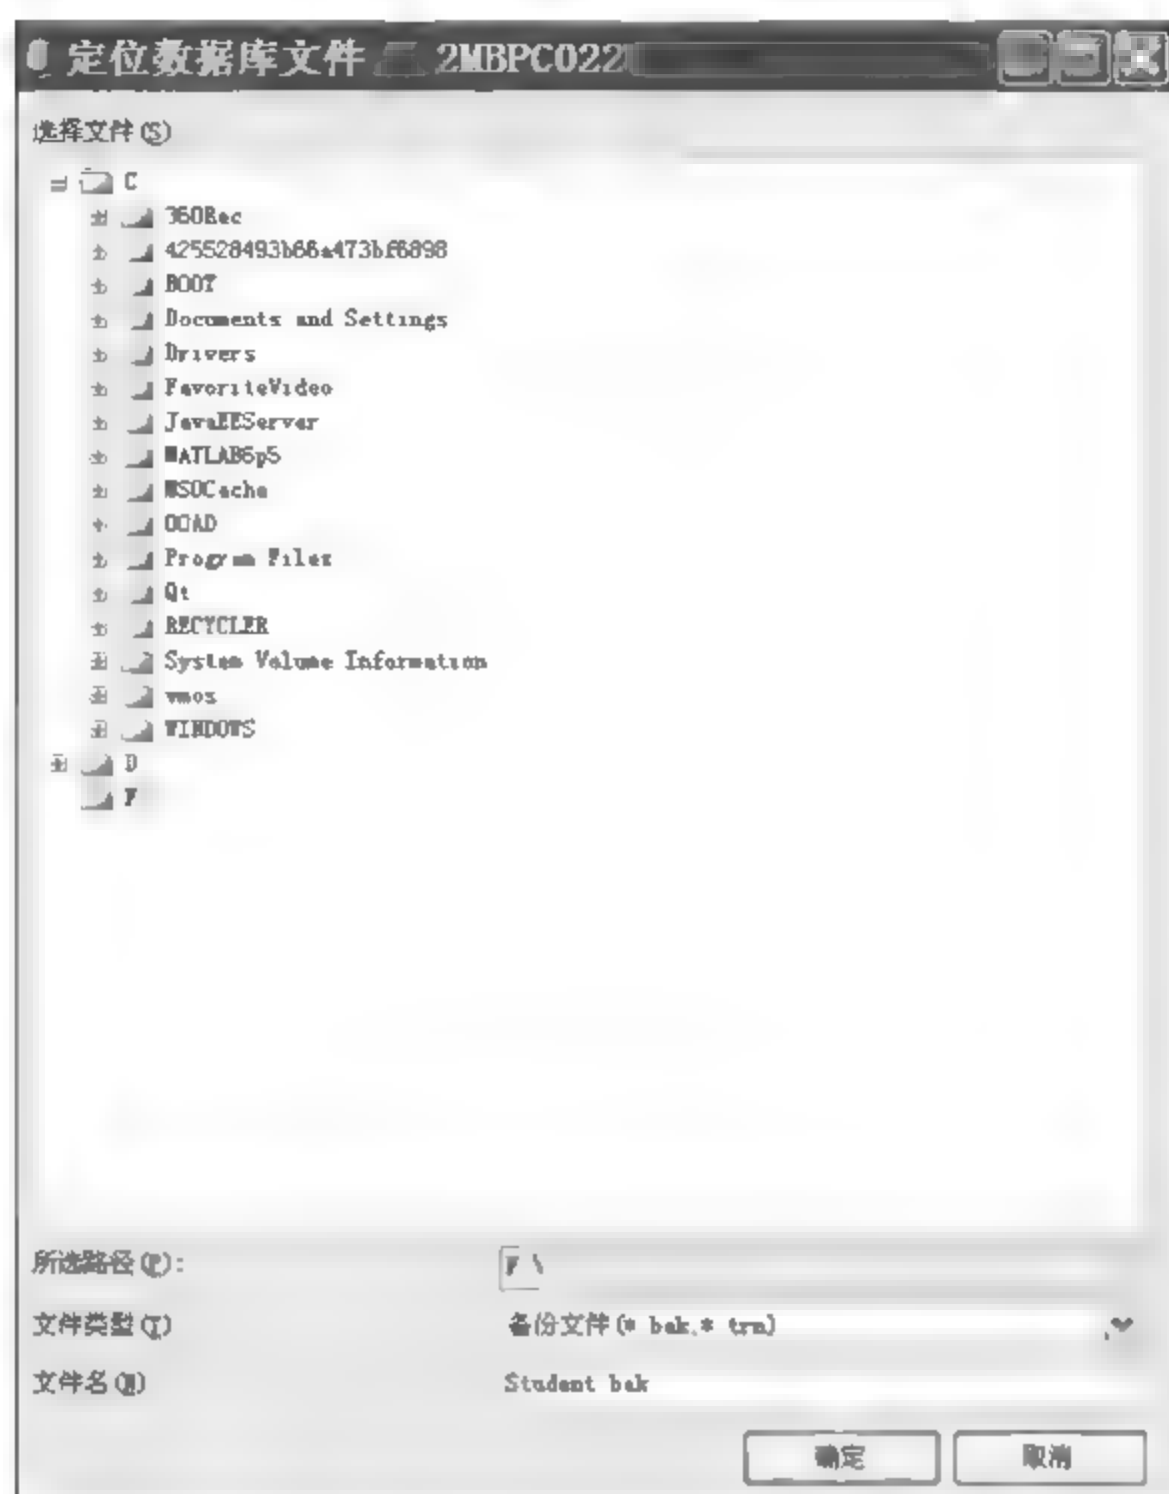 定位数据库文件 2MBPC022
选择文件(S)
C
360Rec
425528493b66a473bf6898
BOOT
Documents and Settings
Drivers
FavoriteVideo
JavaEEServer
MATLAB6p5
MSOCache
OOAD
Program Files
Qt
RECYCLER
System Volume Information
vmos
WINDOWS
D
F
所选路径(P):
F \
文件类型(T)
备份文件(* bak,* trn)
文件名(N)
Student bak
确定
取消